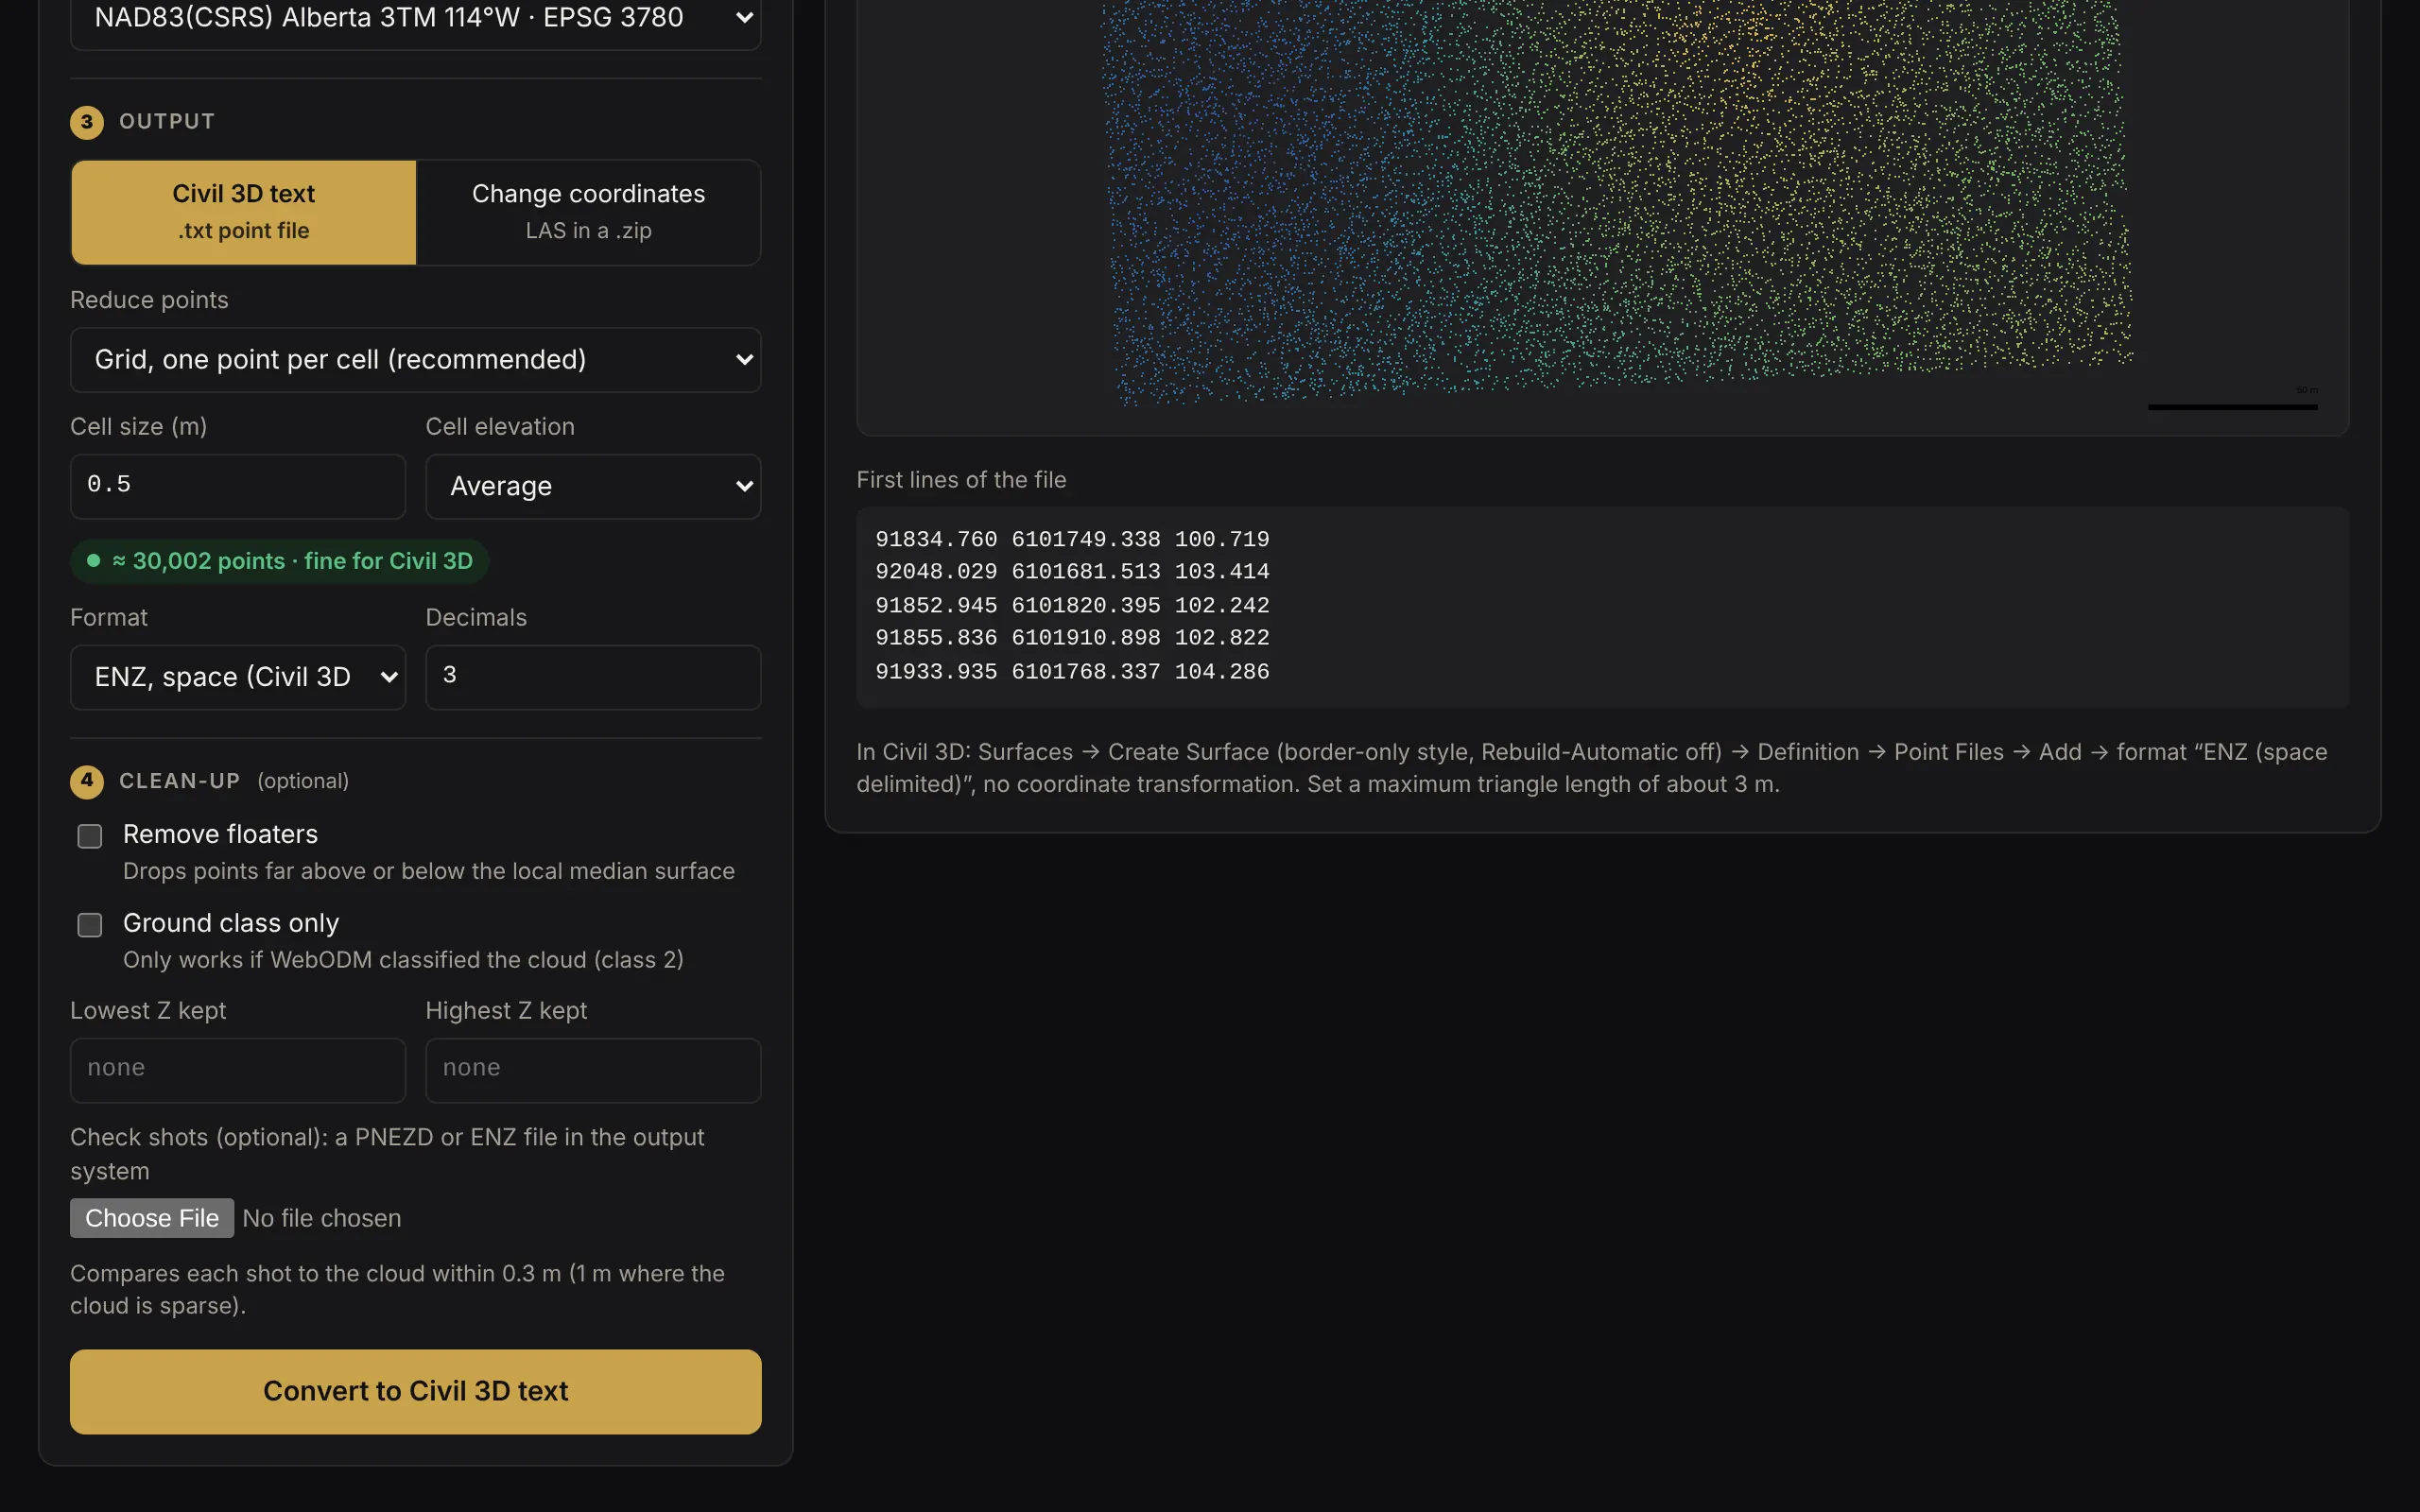 NAD83(CSRS) Alberta 3TM 114°W · EPSG 3780
3 OUTPUT
Civil 3D text
.txt point file
Change coordinates
LAS in a .zip
Reduce points
Grid, one point per cell (recommended)
Cell size (m)
Cell elevation
0.5
Average
≈ 30,002 points · fine for Civil 3D
Format
Decimals
ENZ, space (Civil 3D
3
4 CLEAN-UP (optional)
Remove floaters
Drops points far above or below the local median surface
Ground class only
Only works if WebODM classified the cloud (class 2)
Lowest Z kept
Highest Z kept
none
none
Check shots (optional): a PNEZD or ENZ file in the output
system
Choose File No file chosen
Compares each shot to the cloud within 0.3 m (1 m where the
cloud is sparse).
Convert to Civil 3D text
50 m
First lines of the file
91834.760 6101749.338 100.719
92048.029 6101681.513 103.414
91852.945 6101820.395 102.242
91855.836 6101910.898 102.822
91933.935 6101768.337 104.286
In Civil 3D: Surfaces → Create Surface (border-only style, Rebuild-Automatic off) → Definition → Point Files → Add → format “ENZ (space
delimited)”, no coordinate transformation. Set a maximum triangle length of about 3 m.